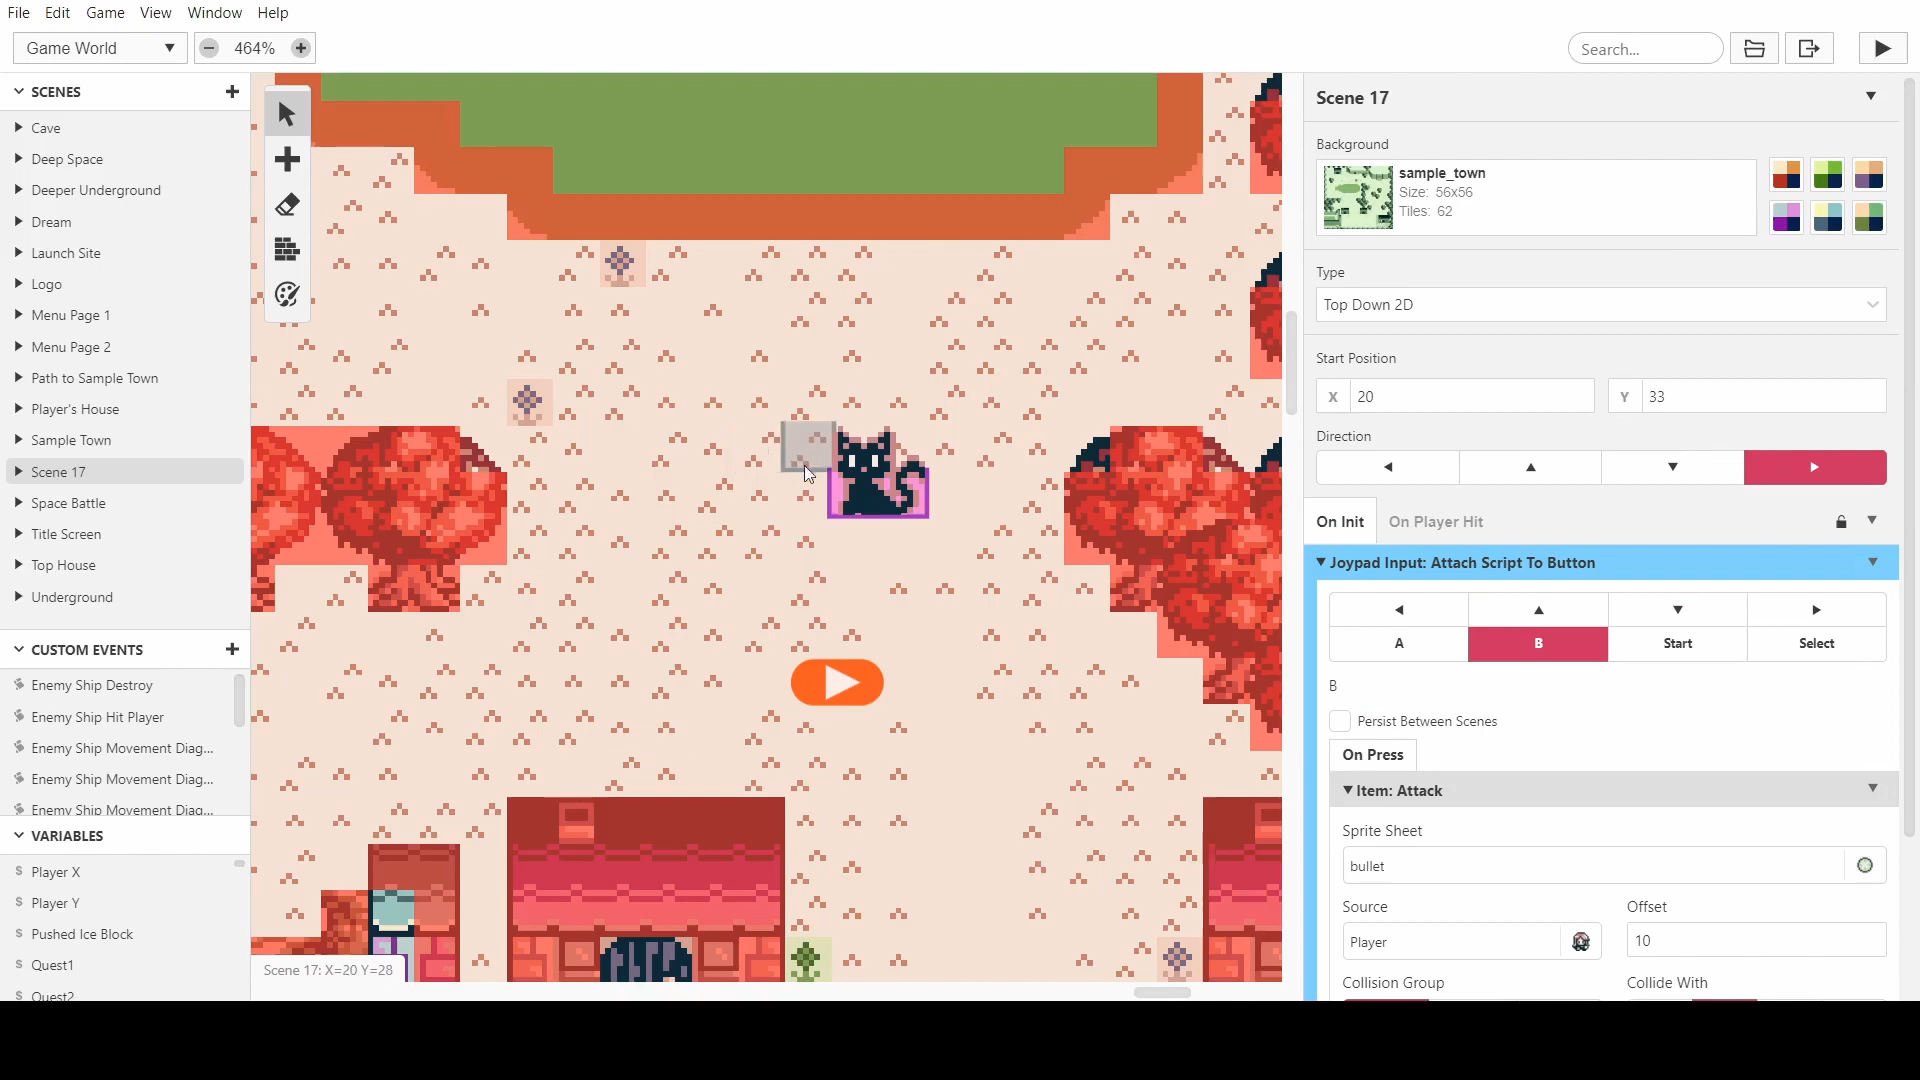 File Edit Game View Window Help
Game World 464% Search...
SCENES
Cave
Deep Space
Deeper Underground
Dream
Launch Site
Logo
Menu Page 1
Menu Page 2
Path to Sample Town
Player's House
Sample Town
Scene 17
Space Battle
Title Screen
Top House
Underground
CUSTOM EVENTS
Enemy Ship Destroy
Enemy Ship Hit Player
Enemy Ship Movement Diag...
Enemy Ship Movement Diag...
Enemy Ship Movement Diag...
VARIABLES
$ Player X
$ Player Y
$ Pushed Ice Block
$ Quest1
$ Quest2
Scene 17: X=20 Y=28
Scene 17
Background
sample_town
Size: 56x56
Tiles: 62
Type
Top Down 2D
Start Position
X 20 Y 33
Direction
On Init On Player Hit
Joypad Input: Attach Script To Button
A B Start Select
B
Persist Between Scenes
On Press
Item: Attack
Sprite Sheet
bullet
Source Offset
Player 10
Collision Group Collide With